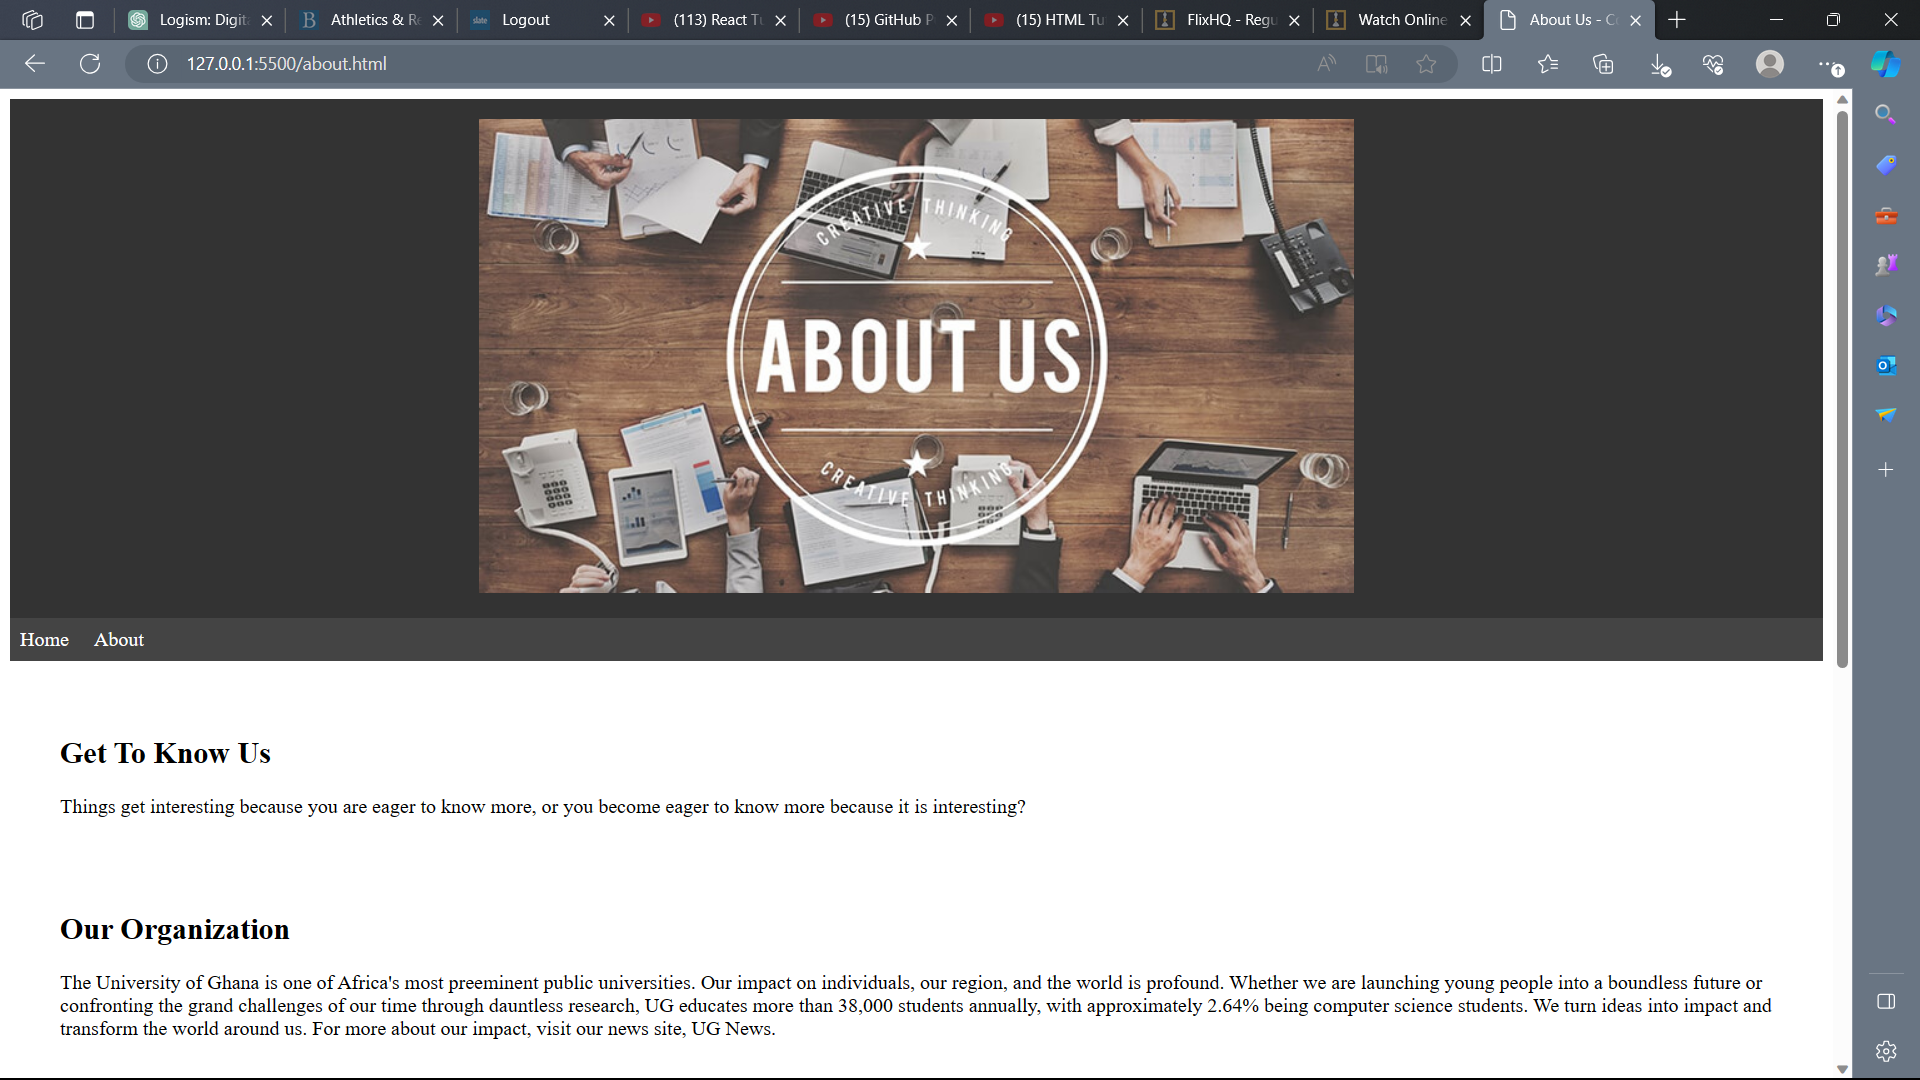 Logism: Digit
Athletics & Re
slate
Logout
(113) React Tu
(15) GitHub P
(15) HTML Tu
FlixHQ - Regu
Watch Online
About Us - Co
127.0.0.1:5500/about.html
CREATIVE THINKING
ABOUT US
CREATIVE THINKING
Home About
Get To Know Us
Things get interesting because you are eager to know more, or you become eager to know more because it is interesting?
Our Organization
The University of Ghana is one of Africa's most preeminent public universities. Our impact on individuals, our region, and the world is profound. Whether we are launching young people into a boundless future or
confronting the grand challenges of our time through dauntless research, UG educates more than 38,000 students annually, with approximately 2.64% being computer science students. We turn ideas into impact and
transform the world around us. For more about our impact, visit our news site, UG News.